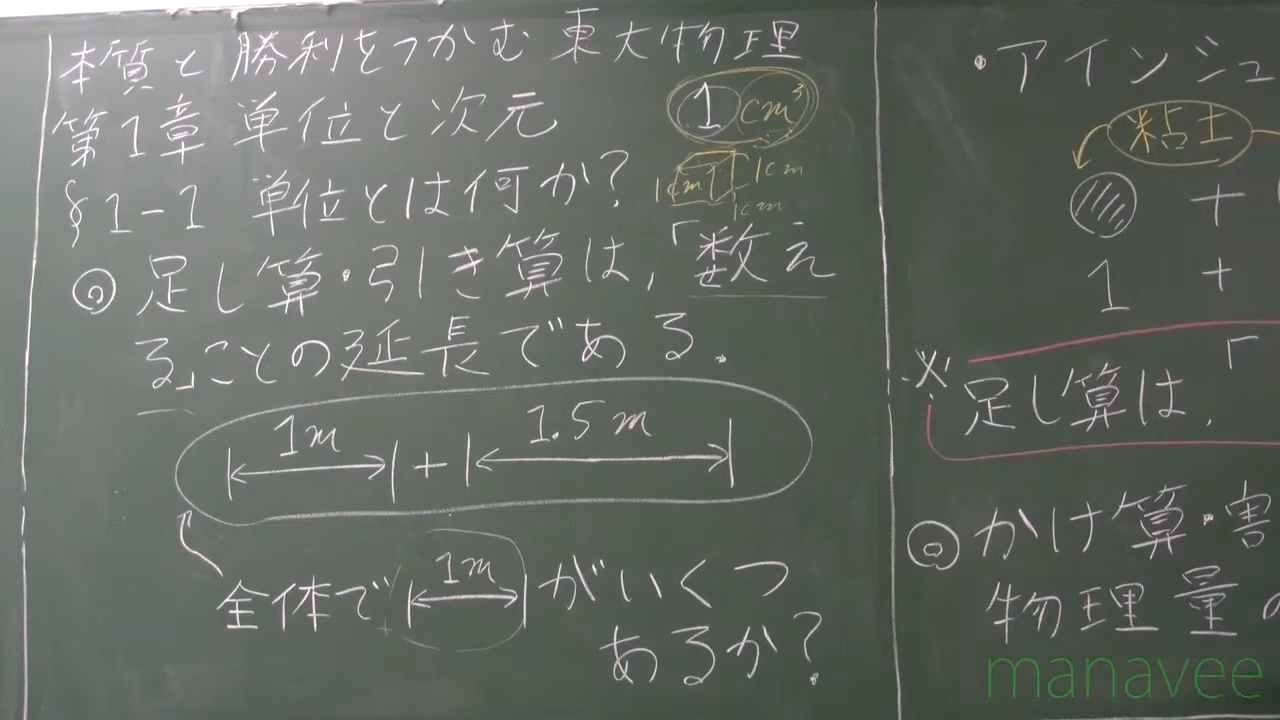 本質と勝利をつかむ東大物理
第1章 単位と次元
§1-1 単位とは何か?
1 cm³
1cm
1cm
1cm
◎足し算・引き算は,「数え
る」ことの延長である.
1m + 1.5m
全体で 1m がいくつ
あるか?
・アインシュ
粘土
+
1 +
※足し算は,「
◎かけ算・害
物理量の
manavee